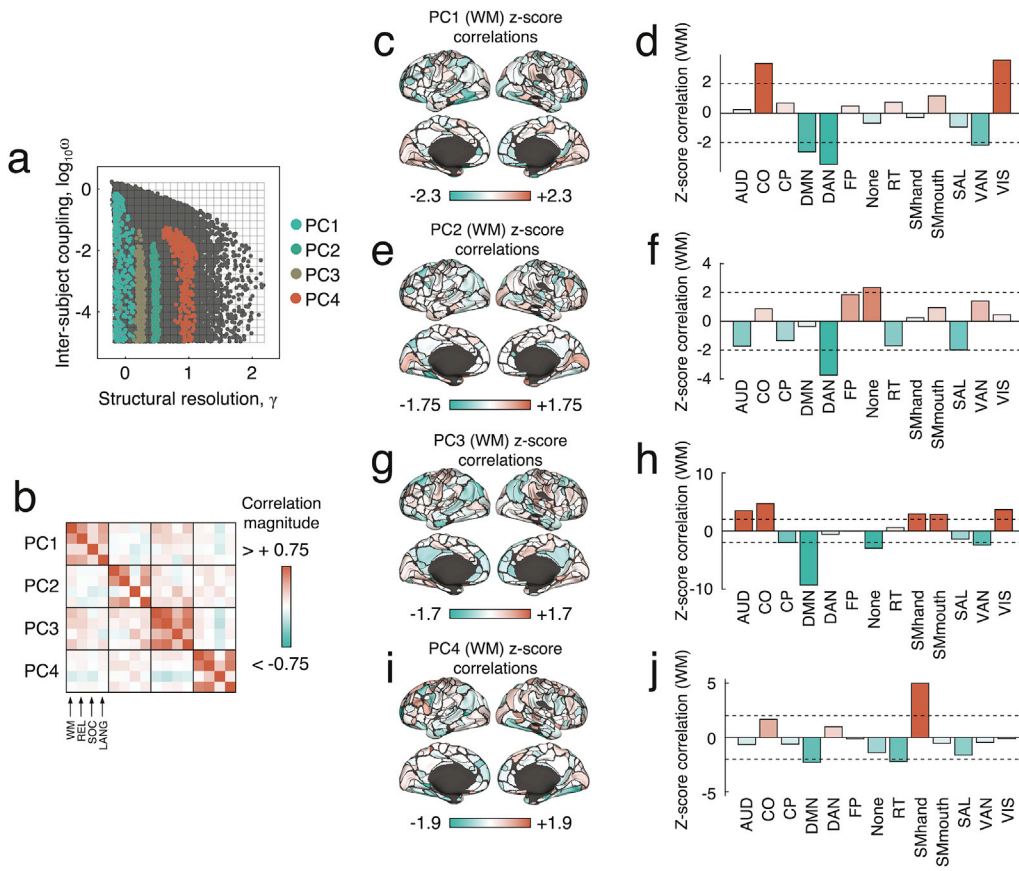 a
Inter-subject coupling, log10ω
0
-2
-4
0
1
2
Structural resolution, γ
PC1
PC2
PC3
PC4
b
PC1
PC2
PC3
PC4
WM
REL
SOC
LANG
Correlation
magnitude
> + 0.75
< -0.75
c
PC1 (WM) z-score
correlations
-2.3
+2.3
d
Z-score correlation (WM)
2
0
-2
AUD
CO
CP
DMN
DAN
FP
None
RT
SMhand
SMmouth
SAL
VAN
VIS
e
PC2 (WM) z-score
correlations
-1.75
+1.75
f
Z-score correlation (WM)
4
2
0
-2
-4
AUD
CO
CP
DMN
DAN
FP
None
RT
SMhand
SMmouth
SAL
VAN
VIS
g
PC3 (WM) z-score
correlations
-1.7
+1.7
h
Z-score correlation (WM)
10
0
-10
AUD
CO
CP
DMN
DAN
FP
None
RT
SMhand
SMmouth
SAL
VAN
VIS
i
PC4 (WM) z-score
correlations
-1.9
+1.9
j
Z-score correlation (WM)
5
0
-5
AUD
CO
CP
DMN
DAN
FP
None
RT
SMhand
SMmouth
SAL
VAN
VIS